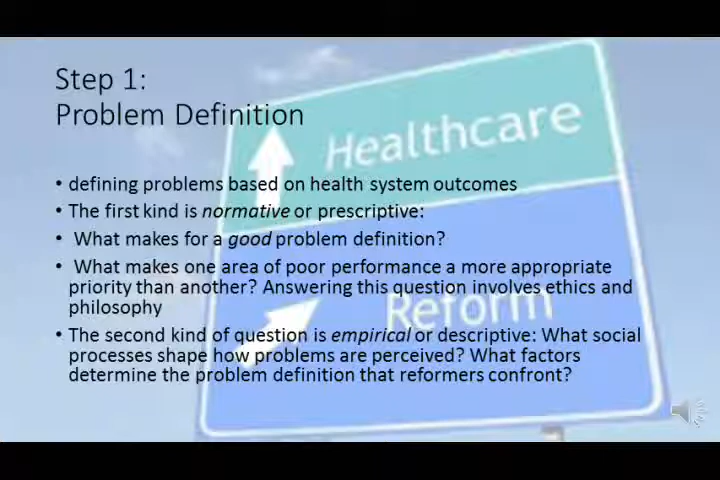 Step 1:
Problem Definition
Healthcare
Reform
• defining problems based on health system outcomes
• The first kind is normative or prescriptive:
• What makes for a good problem definition?
• What makes one area of poor performance a more appropriate
priority than another? Answering this question involves ethics and
philosophy
• The second kind of question is empirical or descriptive: What social
processes shape how problems are perceived? What factors
determine the problem definition that reformers confront?